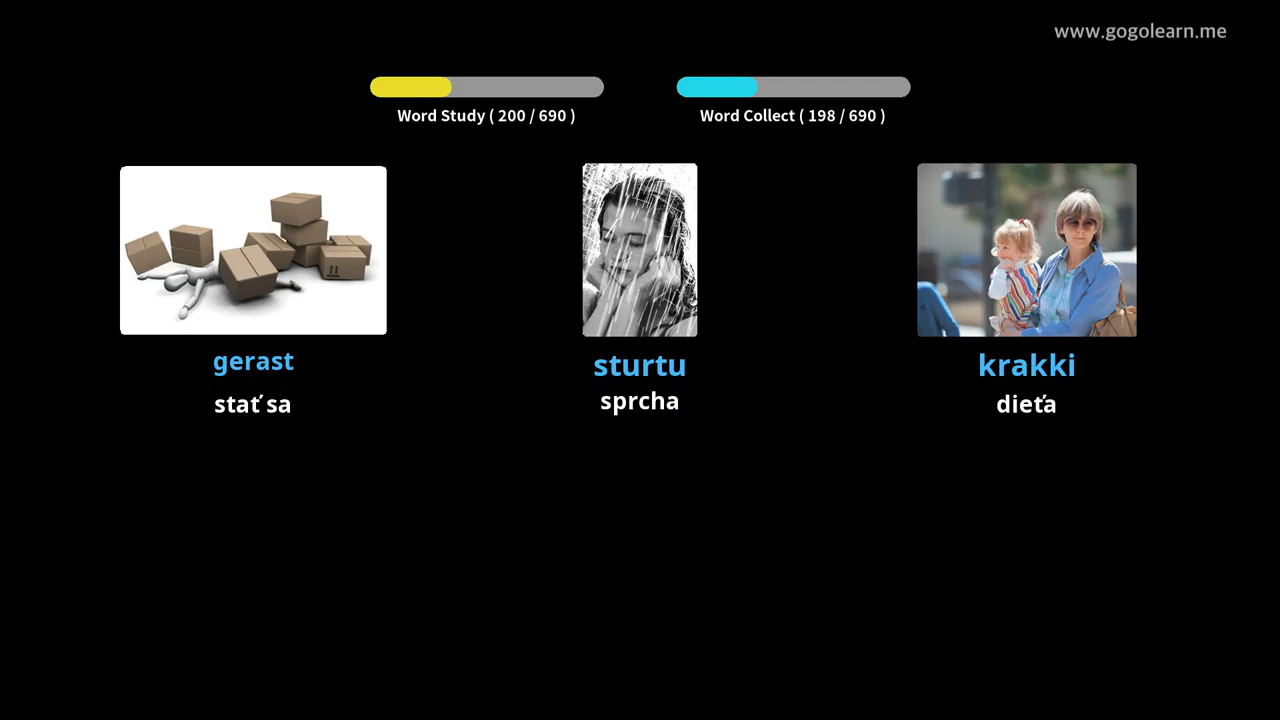 www.gogolearn.me
Word Study ( 200 / 690 )
Word Collect ( 198 / 690 )
gerast
sturtu
krakki
stať sa
sprcha
dieťa